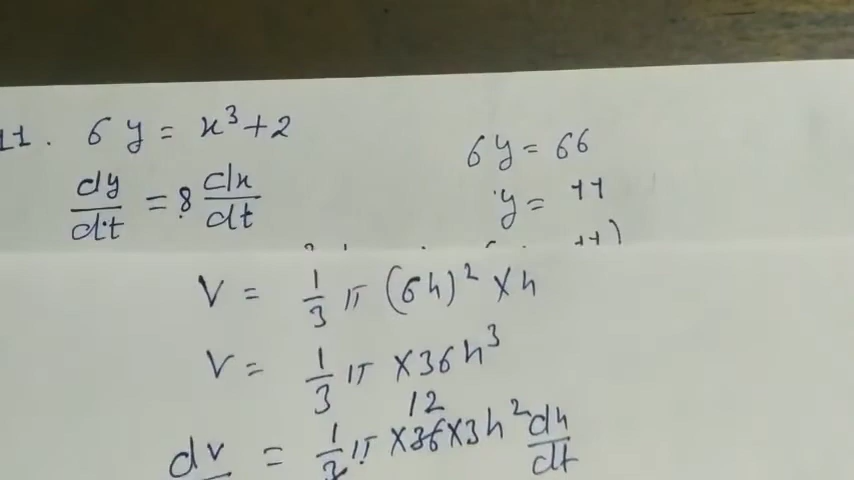 11. 6y = x³+2
6y = 66
dy/dt = 8 dx/dt
y = 11
11)
V = 1/3 π (6h)² × h
V = 1/3 π × 36h³
12
dv = 1/3 π × 36 × 3h² dh/dt